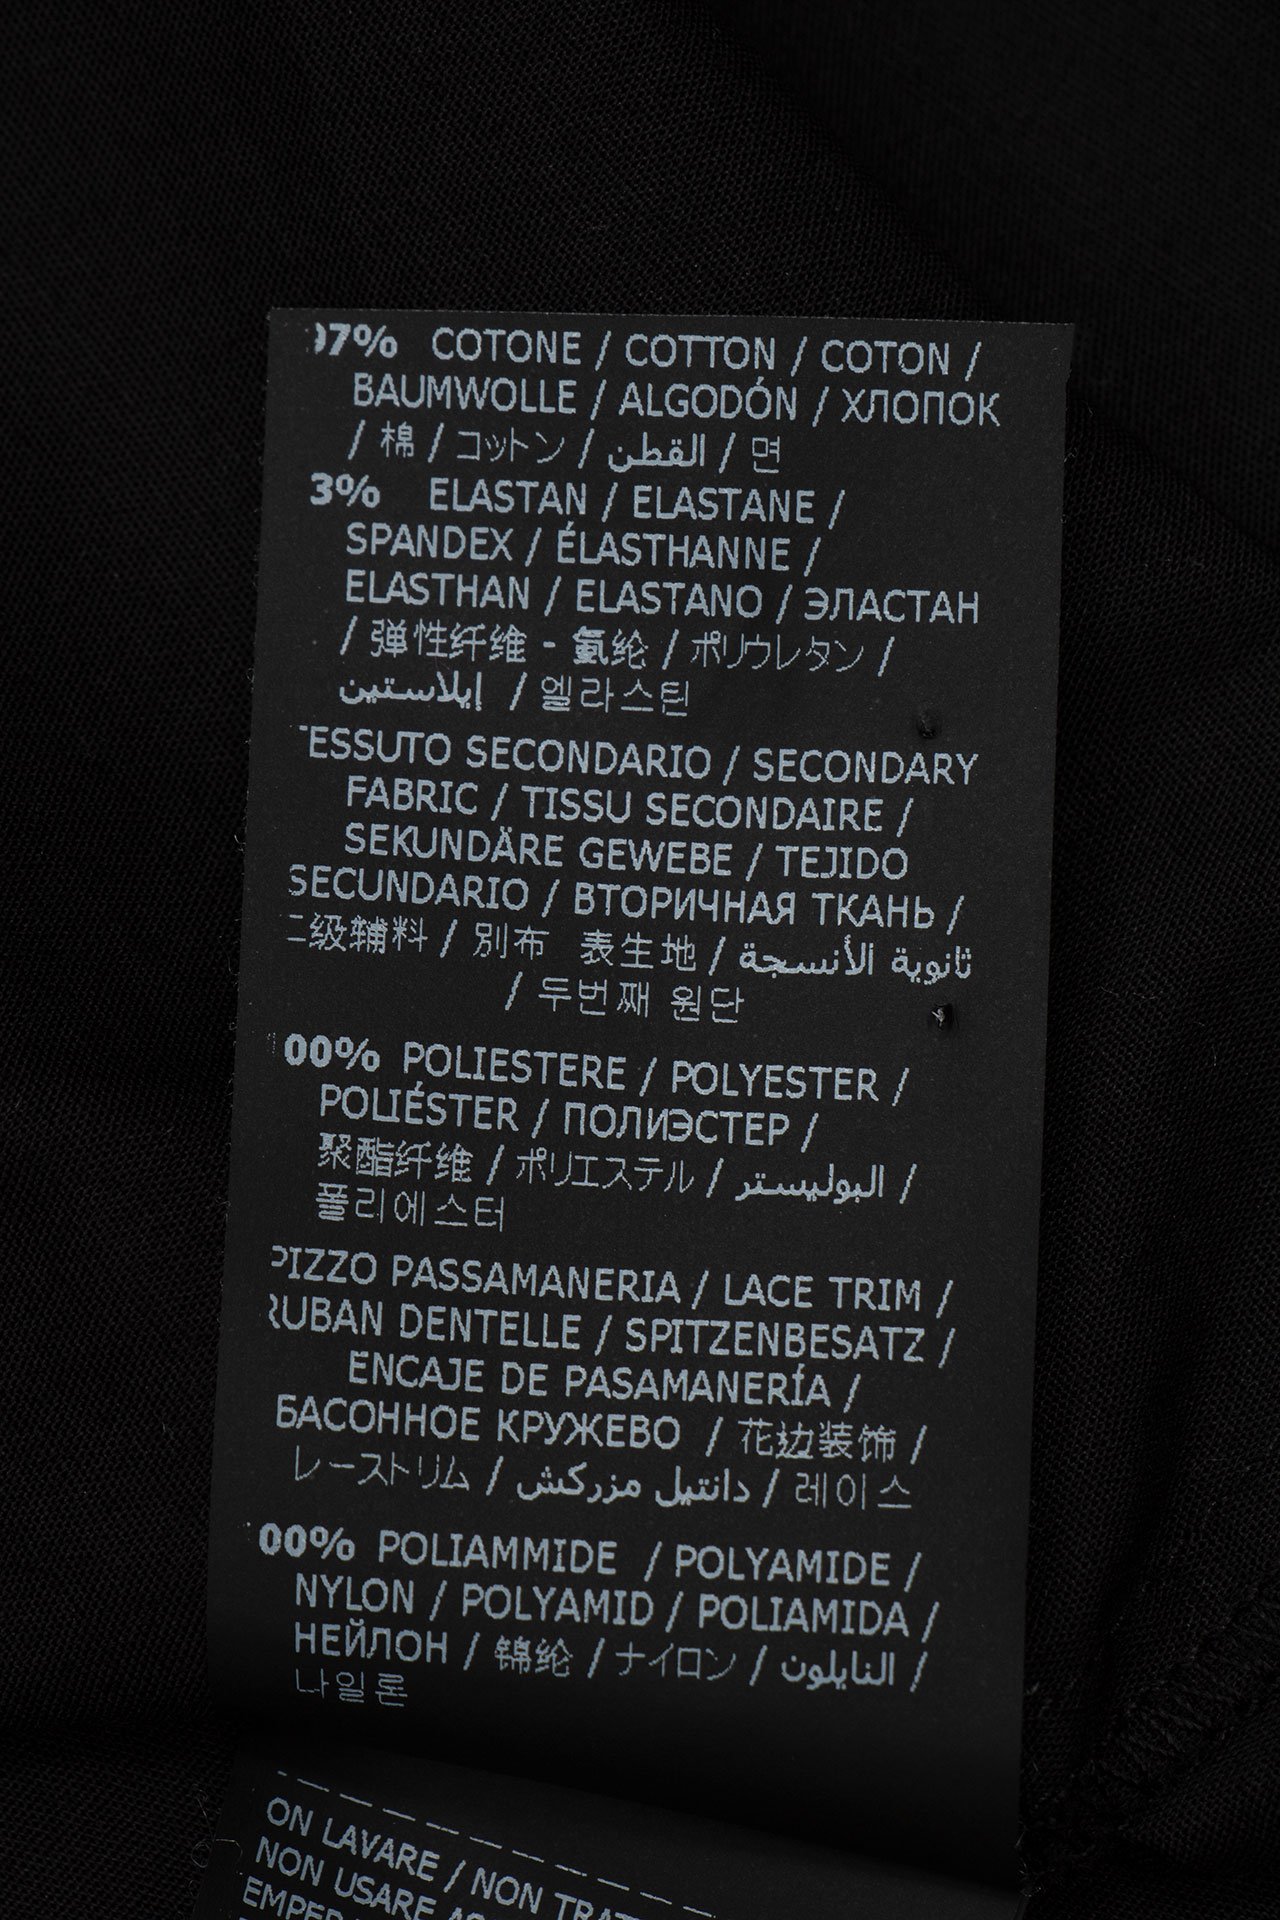 97% COTONE / COTTON / COTON /
BAUMWOLLE / ALGODÓN / ХЛОПОК
/ 棉 / コットン / القطن / 면
3% ELASTAN / ELASTANE /
SPANDEX / ÉLASTHANNE /
ELASTHAN / ELASTANO / ЭЛАСТАН
/ 弹性纤维 - 氨纶 / ポリウレタン /
إيلاستين / 엘라스틴
TESSUTO SECONDARIO / SECONDARY
FABRIC / TISSU SECONDAIRE /
SEKUNDÄRE GEWEBE / TEJIDO
SECUNDARIO / ВТОРИЧНАЯ ТКАНЬ /
二级辅料 / 別布 表生地 / ثانوية الأنسجة
/ 두번째 원단
100% POLIESTERE / POLYESTER /
POLIÉSTER / ПОЛИЭСТЕР /
聚酯纤维 / ポリエステル / البوليستر /
폴리에스터
PIZZO PASSAMANERIA / LACE TRIM /
RUBAN DENTELLE / SPITZENBESATZ /
ENCAJE DE PASAMANERÍA /
БАСОННОЕ КРУЖЕВО / 花边装饰 /
レーストリム / دانتيل مزركش / 레이스
100% POLIAMMIDE / POLYAMIDE /
NYLON / POLYAMID / POLIAMIDA /
НЕЙЛОН / 锦纶 / ナイロン / النايلون /
나일론
ON LAVARE / NON TRAT
NON USARE
EMPER